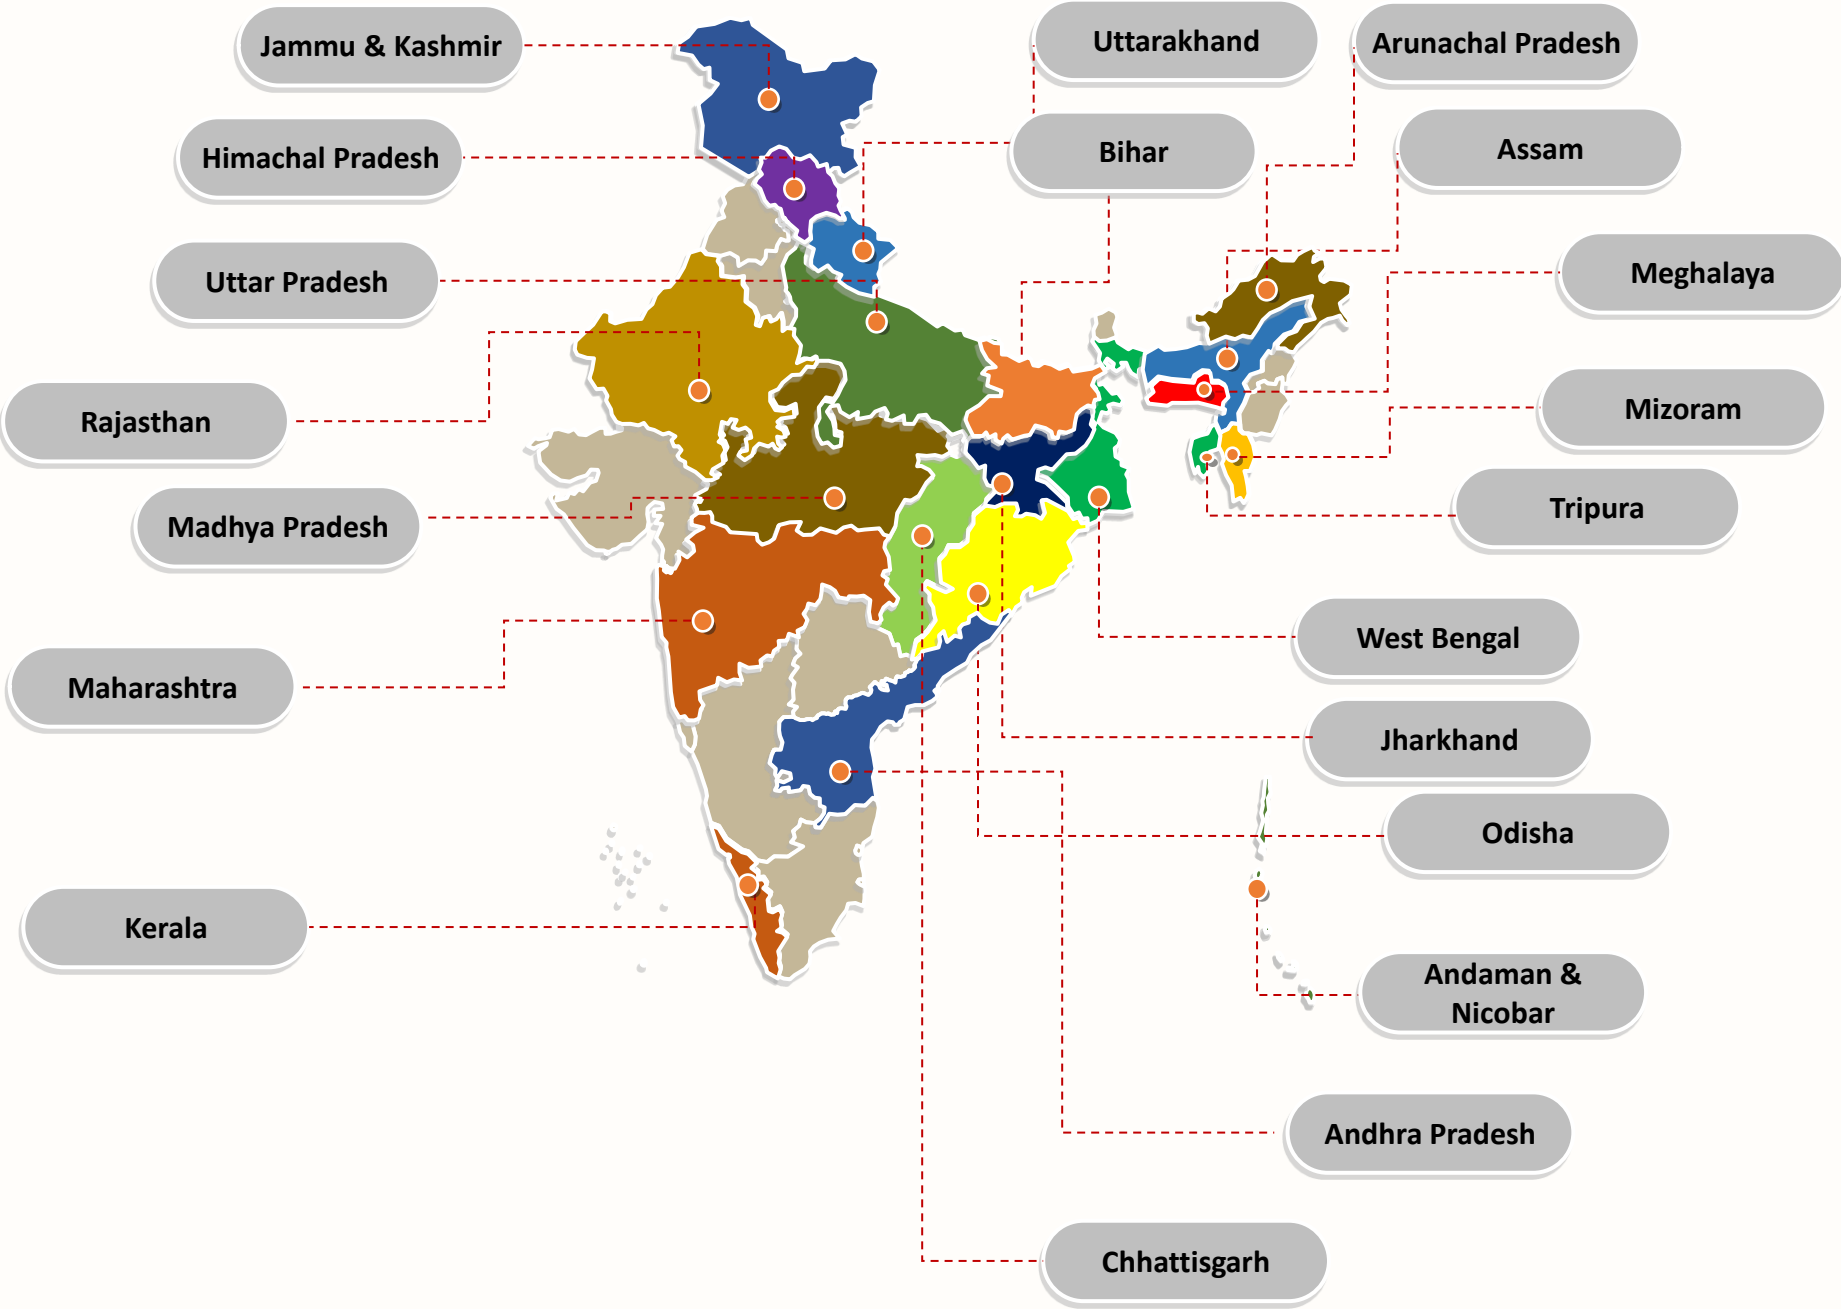 Jammu & Kashmir
Uttarakhand
Arunachal Pradesh
Himachal Pradesh
Bihar
Assam
Uttar Pradesh
Meghalaya
Rajasthan
Mizoram
Madhya Pradesh
Tripura
West Bengal
Maharashtra
Jharkhand
Odisha
Kerala
Andaman &
Nicobar
Andhra Pradesh
Chhattisgarh